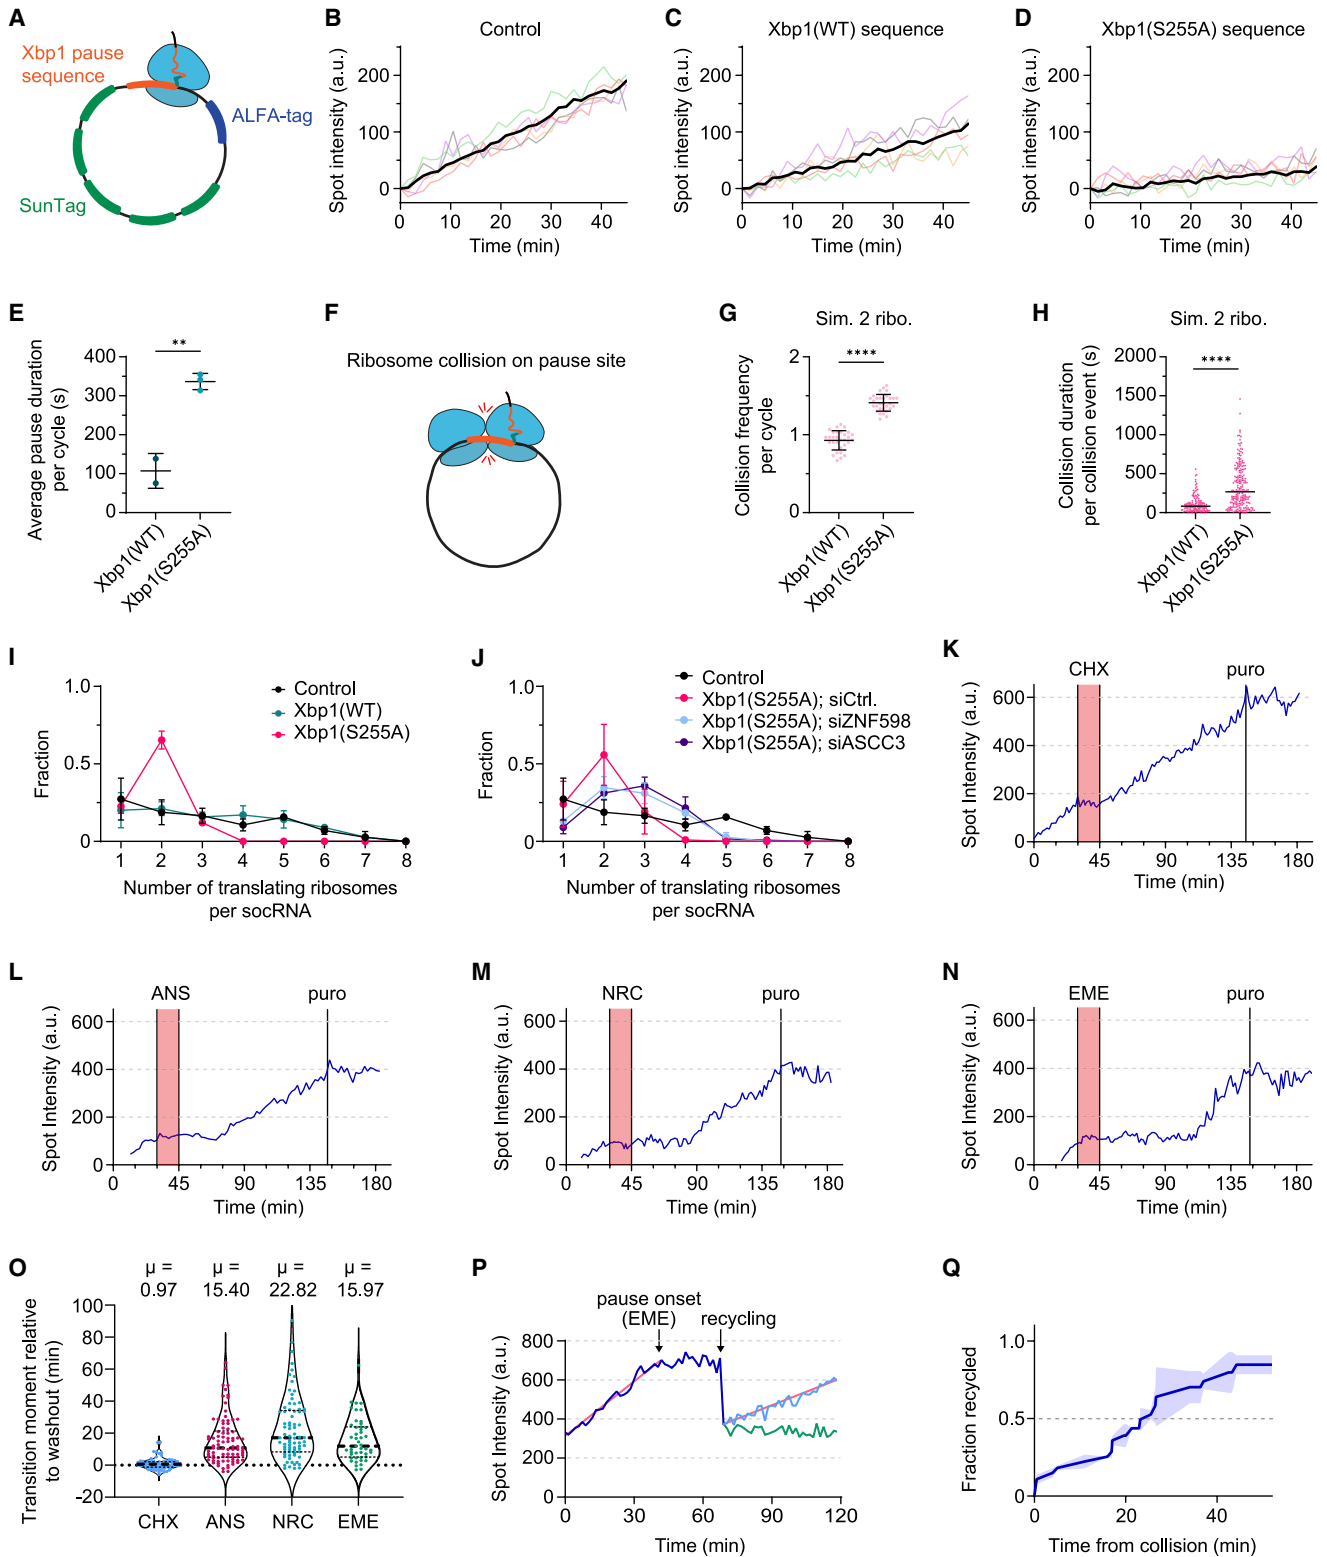 A
Xbp1 pause
sequence
ALFA-tag
SunTag
B
Control
Spot intensity (a.u.)
200
100
0
0 10 20 30 40
Time (min)
C
Xbp1(WT) sequence
Spot intensity (a.u.)
200
100
0
0 10 20 30 40
Time (min)
D
Xbp1(S255A) sequence
Spot intensity (a.u.)
200
100
0
0 10 20 30 40
Time (min)
E
Average pause duration
per cycle (s)
400
300
200
100
0
**
Xbp1(WT)
Xbp1(S255A)
F
Ribosome collision on pause site
G
Sim. 2 ribo.
Collision frequency
per cycle
2
1
0
****
Xbp1(WT)
Xbp1(S255A)
H
Sim. 2 ribo.
Collision duration
per collision event (s)
2000
1500
1000
500
0
****
Xbp1(WT)
Xbp1(S255A)
I
Fraction
1.0
0.5
0
Control
Xbp1(WT)
Xbp1(S255A)
1 2 3 4 5 6 7 8
Number of translating ribosomes
per socRNA
J
Fraction
1.0
0.5
0
Control
Xbp1(S255A); siCtrl.
Xbp1(S255A); siZNF598
Xbp1(S255A); siASCC3
1 2 3 4 5 6 7 8
Number of translating ribosomes
per socRNA
K
CHX
puro
Spot Intensity (a.u.)
600
400
200
0
0 45 90 135 180
Time (min)
L
ANS
puro
Spot Intensity (a.u.)
600
400
200
0
0 45 90 135 180
Time (min)
M
NRC
puro
Spot Intensity (a.u.)
600
400
200
0
0 45 90 135 180
Time (min)
N
EME
puro
Spot Intensity (a.u.)
600
400
200
0
0 45 90 135 180
Time (min)
O
μ = μ = μ = μ =
0.97 15.40 22.82 15.97
Transition moment relative
to washout (min)
100
80
60
40
20
0
-20
CHX ANS NRC EME
P
pause onset
(EME)
recycling
Spot Intensity (a.u.)
800
600
400
200
0
0 30 60 90 120
Time (min)
Q
Fraction recycled
1.0
0.5
0
0 20 40
Time from collision (min)